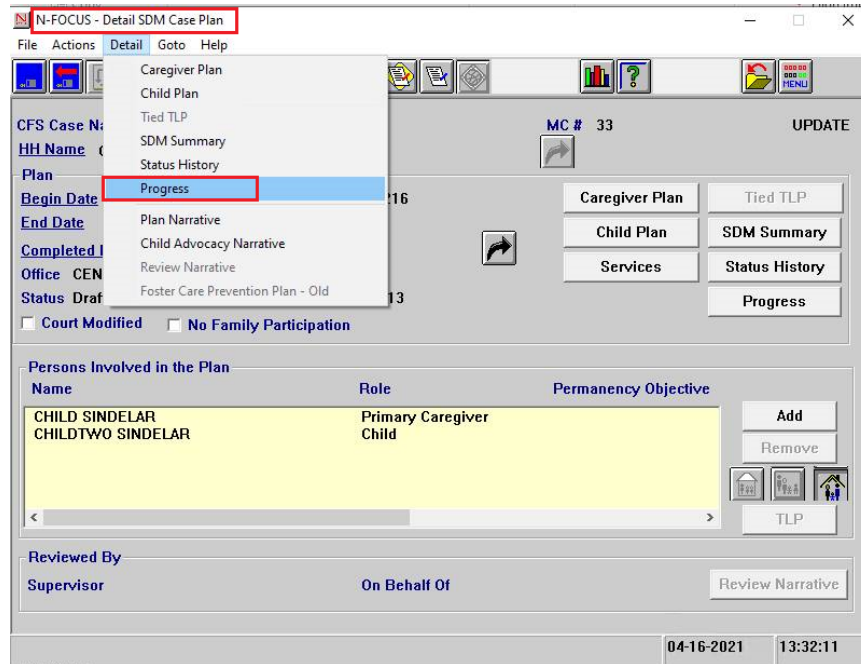 N-FOCUS - Detail SDM Case Plan
File Actions Detail Goto Help
MENU
Caregiver Plan
Child Plan
Tied TLP
SDM Summary
Status History
Progress
Plan Narrative
Child Advocacy Narrative
Review Narrative
Foster Care Prevention Plan - Old
CFS Case MC # 33 UPDATE
HH Name
Plan
Begin Date 216 Caregiver Plan Tied TLP
End Date Child Plan SDM Summary
Completed Services Status History
Office CEN
Status Draf 13 Progress
Court Modified No Family Participation
Persons Involved in the Plan
Name Role Permanency Objective
CHILD SINDELAR Primary Caregiver Add
CHILDTWO SINDELAR Child
Remove
TLP
Reviewed By
Supervisor On Behalf Of Review Narrative
04-16-2021 13:32:11